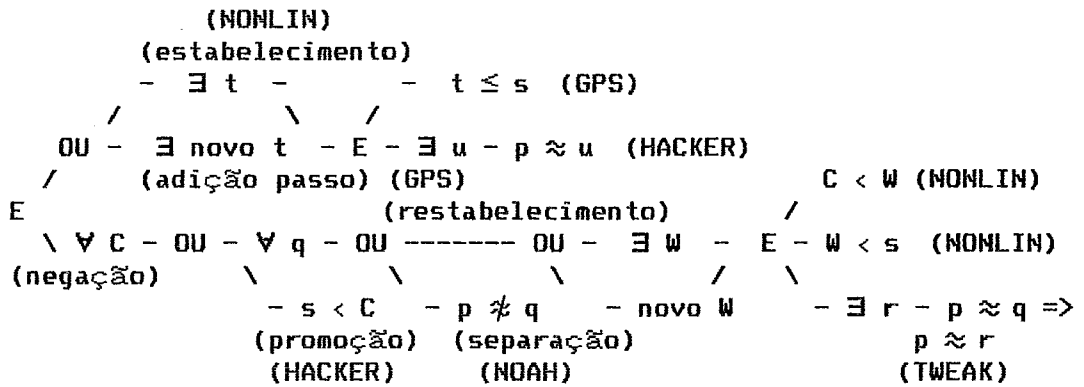 (NONLIN)
(estabelecimento)
- ∃ t - - t ≤ s (GPS)
/ \ /
OU - ∃ novo t - E - ∃ u - p ≈ u (HACKER)
/ (adição passo) (GPS) C < W (NONLIN)
E (restabelecimento) /
\ ∀ C - OU - ∀ q - OU ------- OU - ∃ W - E - W < s (NONLIN)
(negação) \ \ \ / \
- s < C - p ≉ q - novo W - ∃ r - p ≈ q =>
(promoção) (separação) p ≈ r
(HACKER) (NOAH) (TWEAK)